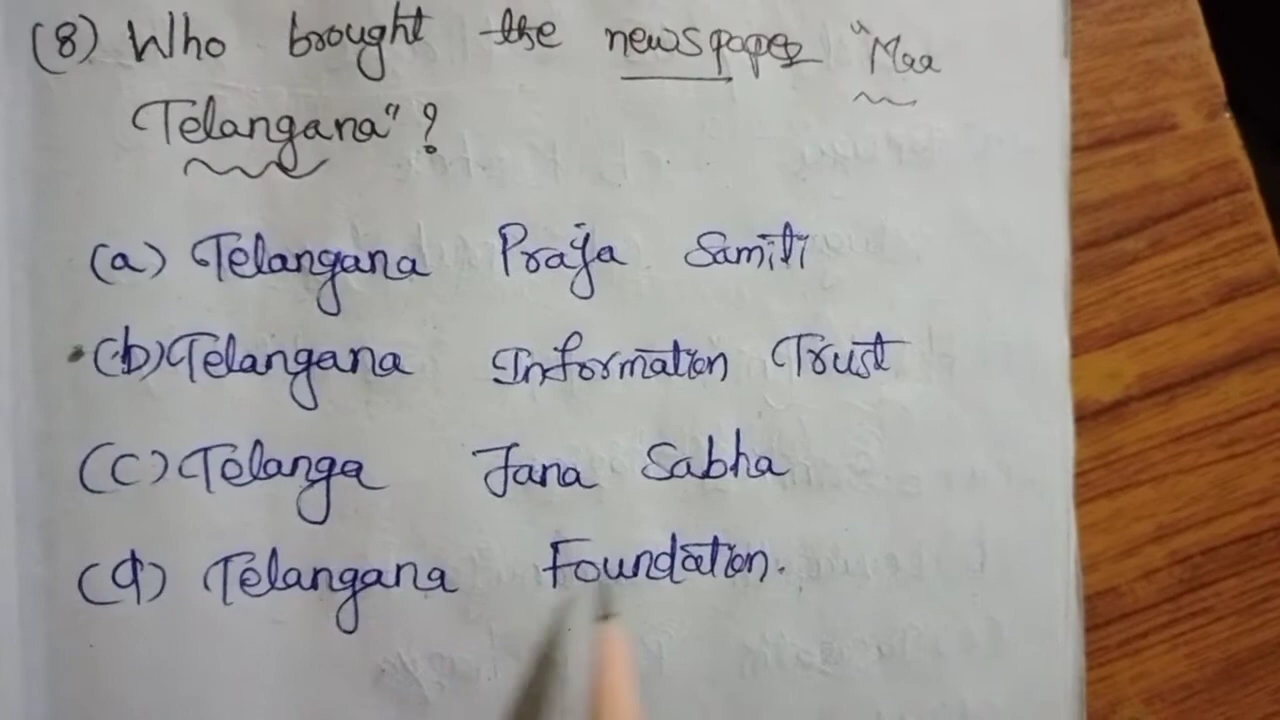 (8) Who brought the newspaper "Maa
Telangana"?
(a) Telangana Praja Samiti
(b) Telangana Information Trust
(c) Telanga Jana Sabha
(d) Telangana Foundation.